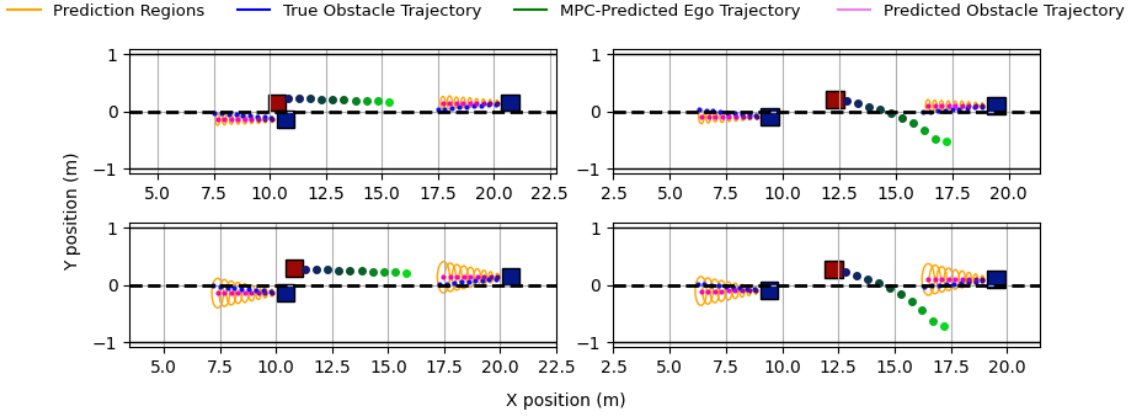 Prediction Regions True Obstacle Trajectory MPC-Predicted Ego Trajectory Predicted Obstacle Trajectory
1
0
−1
5.0 7.5 10.0 12.5 15.0 17.5 20.0 22.5
1
0
−1
2.5 5.0 7.5 10.0 12.5 15.0 17.5 20.0
1
0
−1
5.0 7.5 10.0 12.5 15.0 17.5 20.0 22.5
1
0
−1
2.5 5.0 7.5 10.0 12.5 15.0 17.5 20.0
Y position (m)
X position (m)